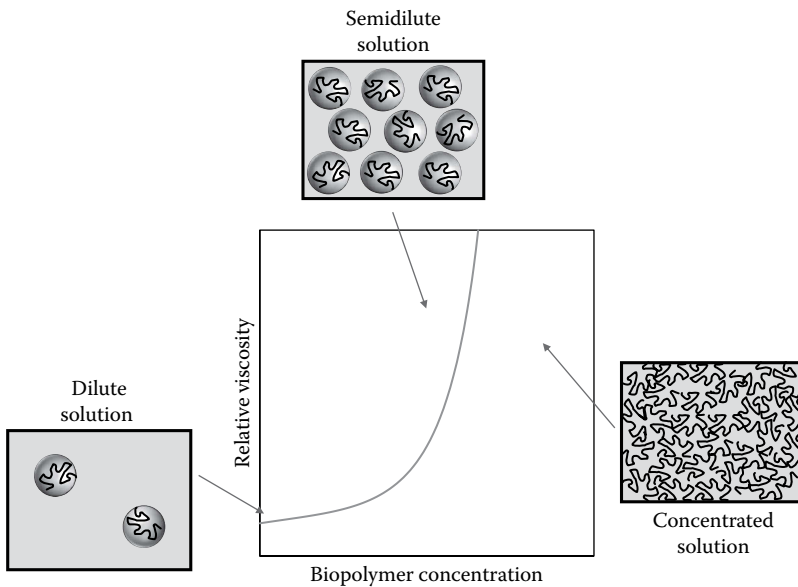 Semidilute
solution
Relative viscosity
Dilute
solution
Concentrated
solution
Biopolymer concentration